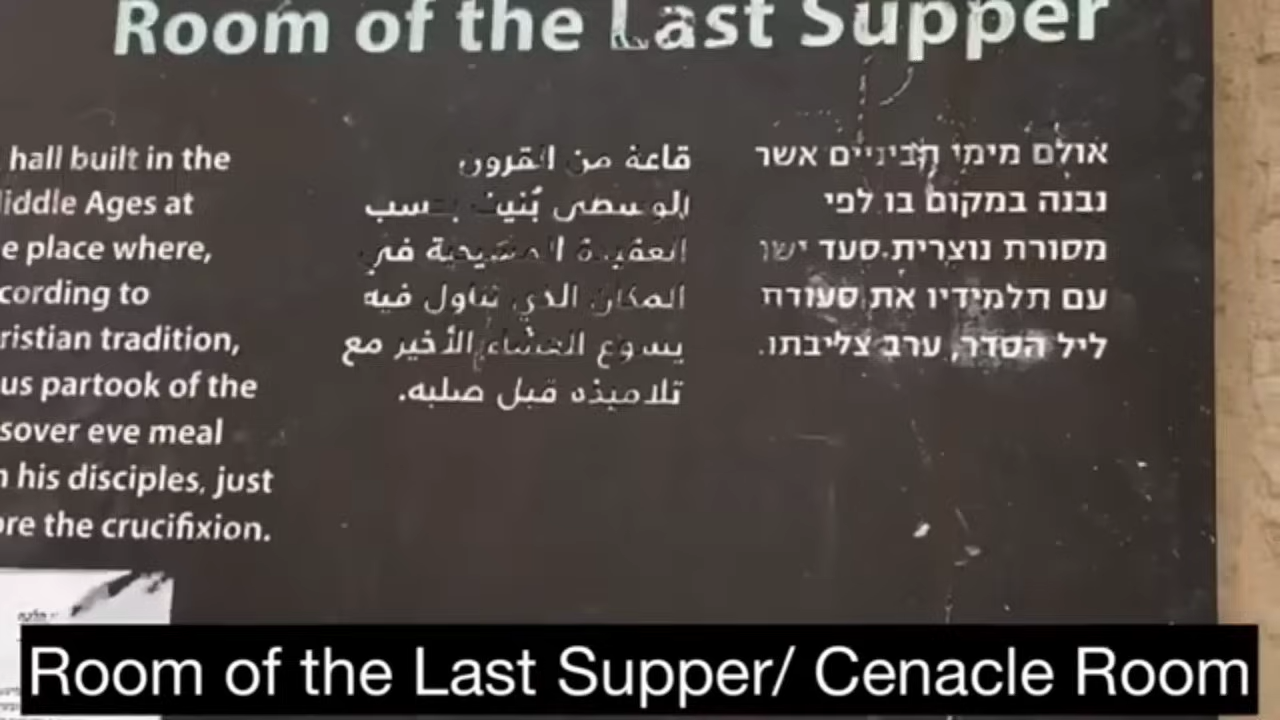 Room of the Last Supper
hall built in the
iddle Ages at
e place where,
cording to
ristian tradition,
us partook of the
sover eve meal
h his disciples, just
ore the crucifixion.
قاعة من القرون
الوسطى بُنيت بحسب
العقيدة المسيحية في
المكان الذي تناول فيه
يسوع العشاء الأخير مع
تلاميذه قبل صلبه.
אולם מימי הביניים אשר
נבנה במקום בו לפי
מסורת נוצרית.סעד ישו
עם תלמידיו את סעודת
ליל הסדר, ערב צליבתו.
Room of the Last Supper/ Cenacle Room